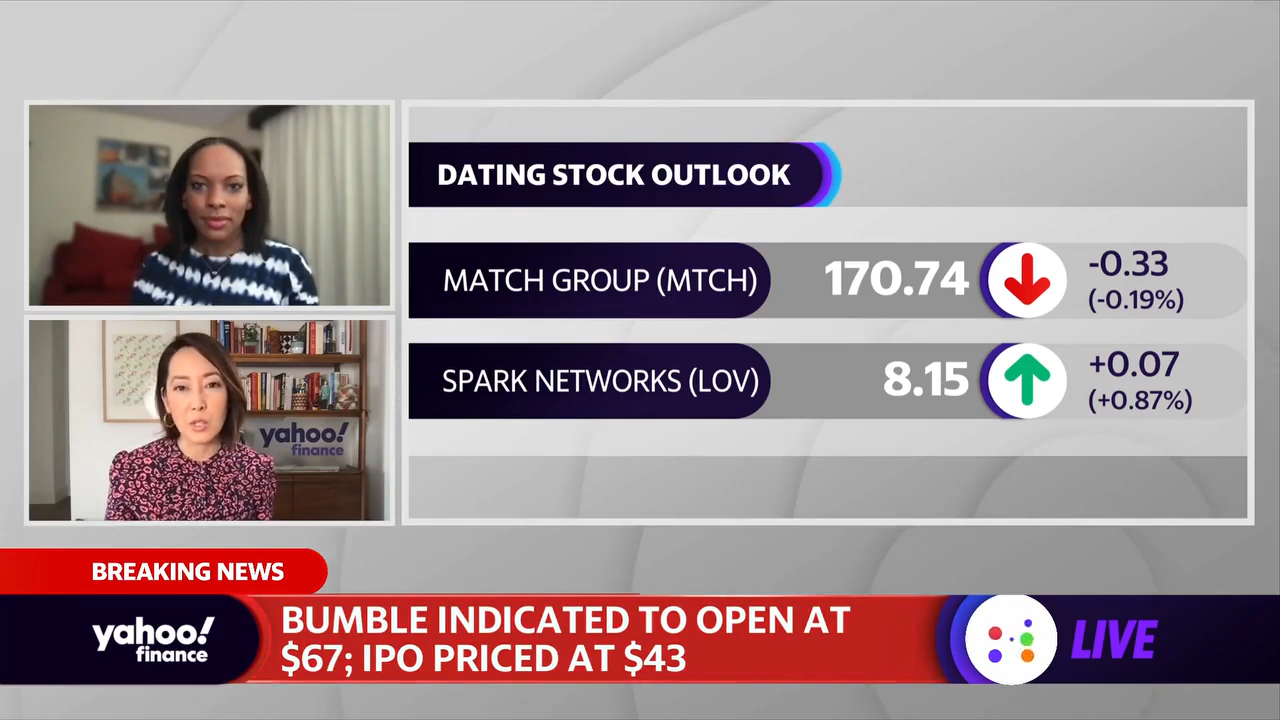 DATING STOCK OUTLOOK
MATCH GROUP (MTCH) 170.74 -0.33
(-0.19%)
SPARK NETWORKS (LOV) 8.15 +0.07
(+0.87%)
yahoo!
finance
BREAKING NEWS
BUMBLE INDICATED TO OPEN AT
$67; IPO PRICED AT $43
yahoo!
finance
LIVE